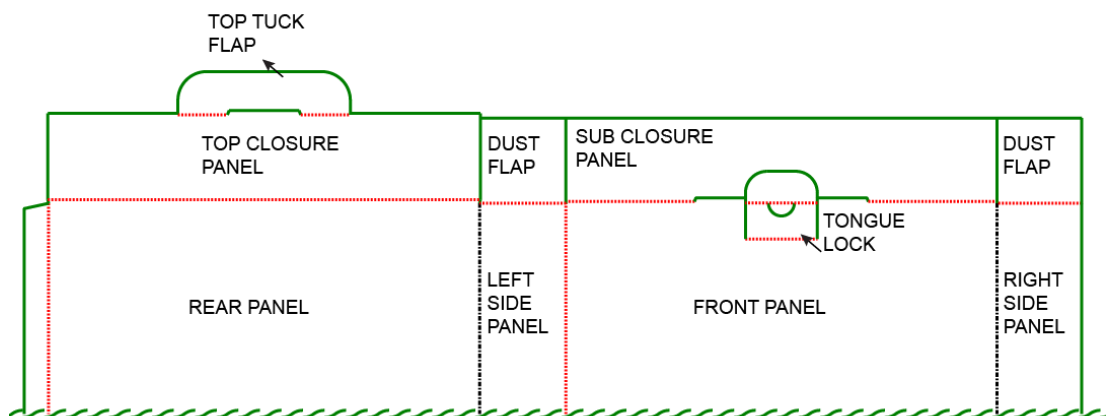 TOP TUCK
FLAP
TOP CLOSURE
PANEL
DUST
FLAP
SUB CLOSURE
PANEL
DUST
FLAP
TONGUE
LOCK
REAR PANEL
LEFT
SIDE
PANEL
FRONT PANEL
RIGHT
SIDE
PANEL